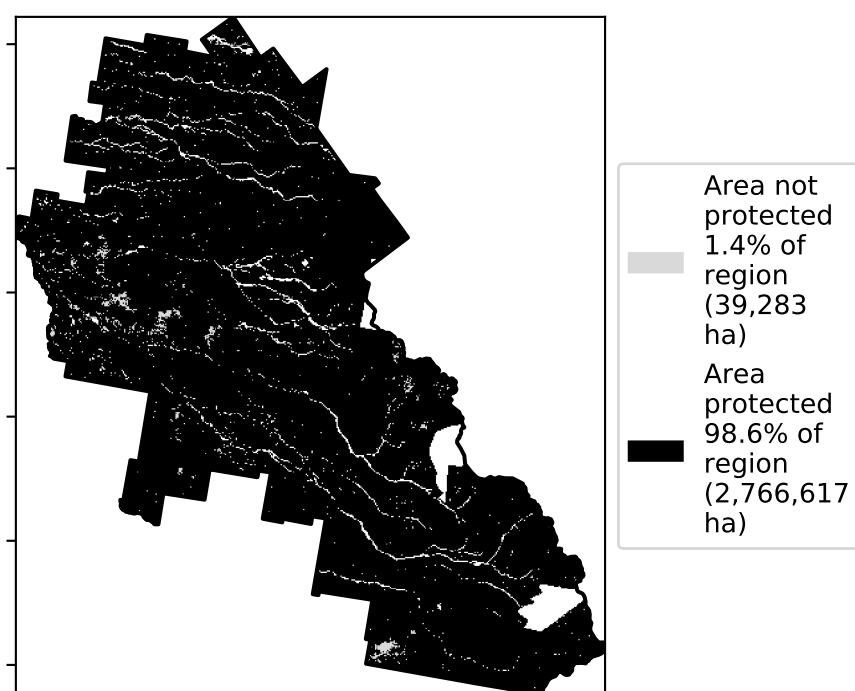 Area not
protected
1.4% of
region
(39,283
ha)
Area
protected
98.6% of
region
(2,766,617
ha)